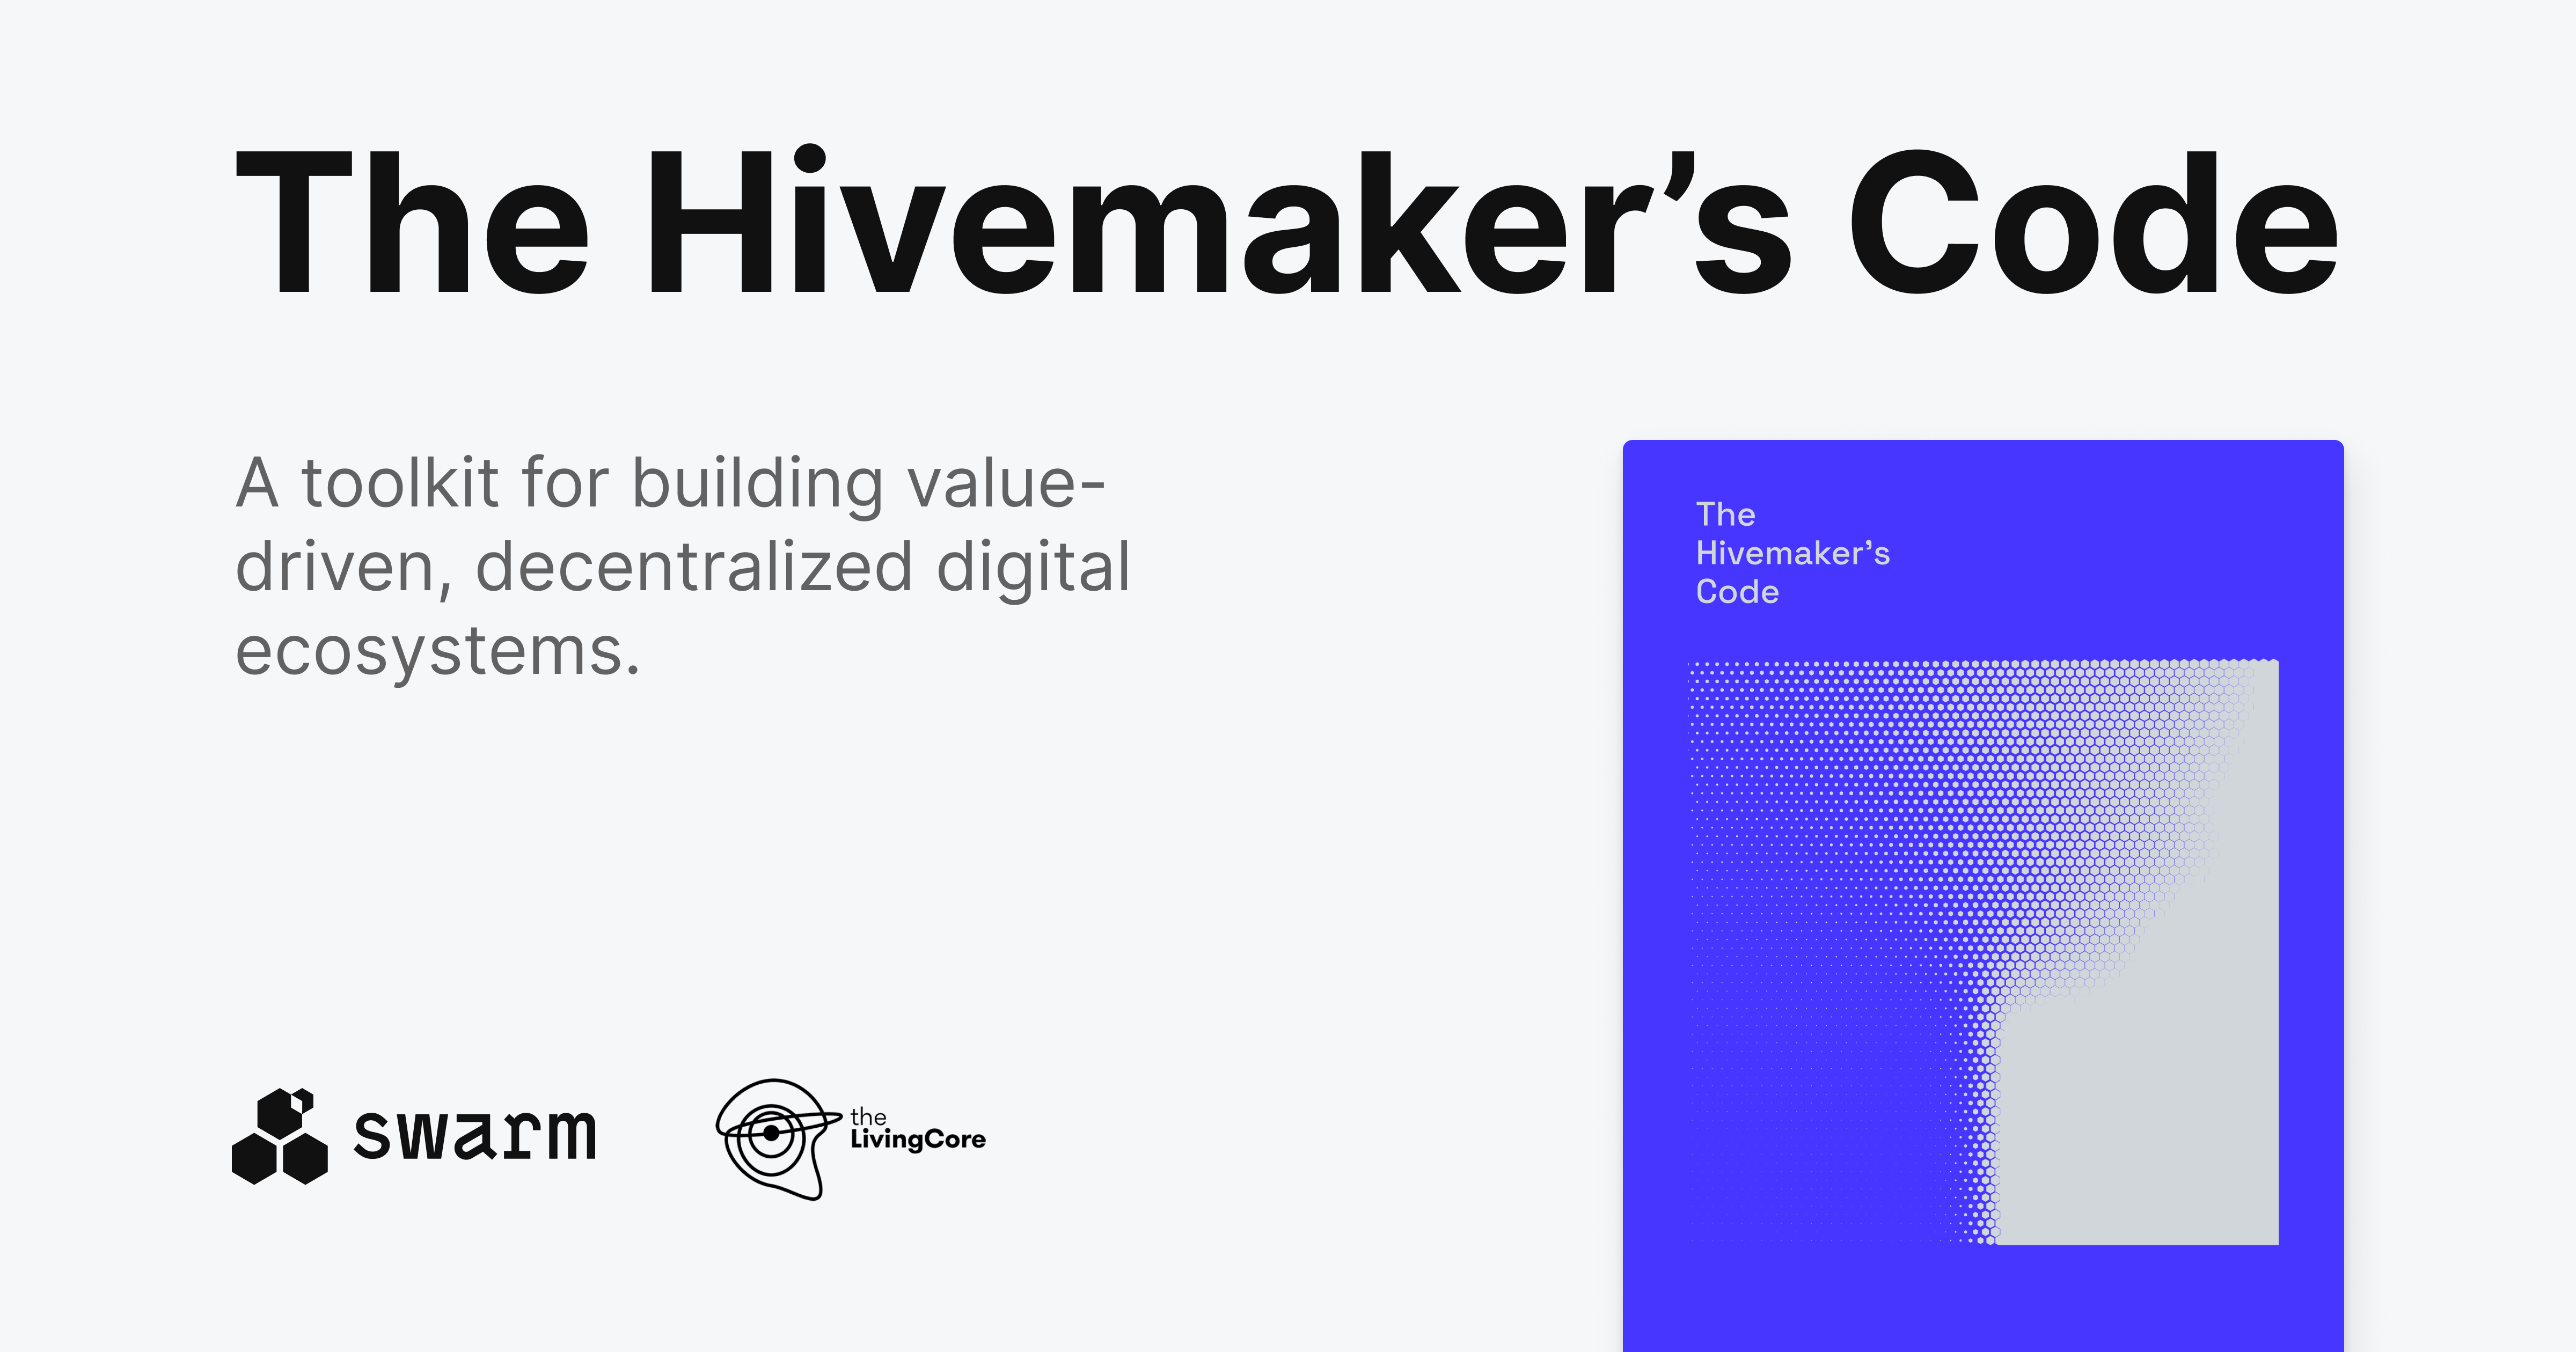 The Hivemaker’s Code
A toolkit for building value-
driven, decentralized digital
ecosystems.
The
Hivemaker’s
Code
swarm
the
LivingCore